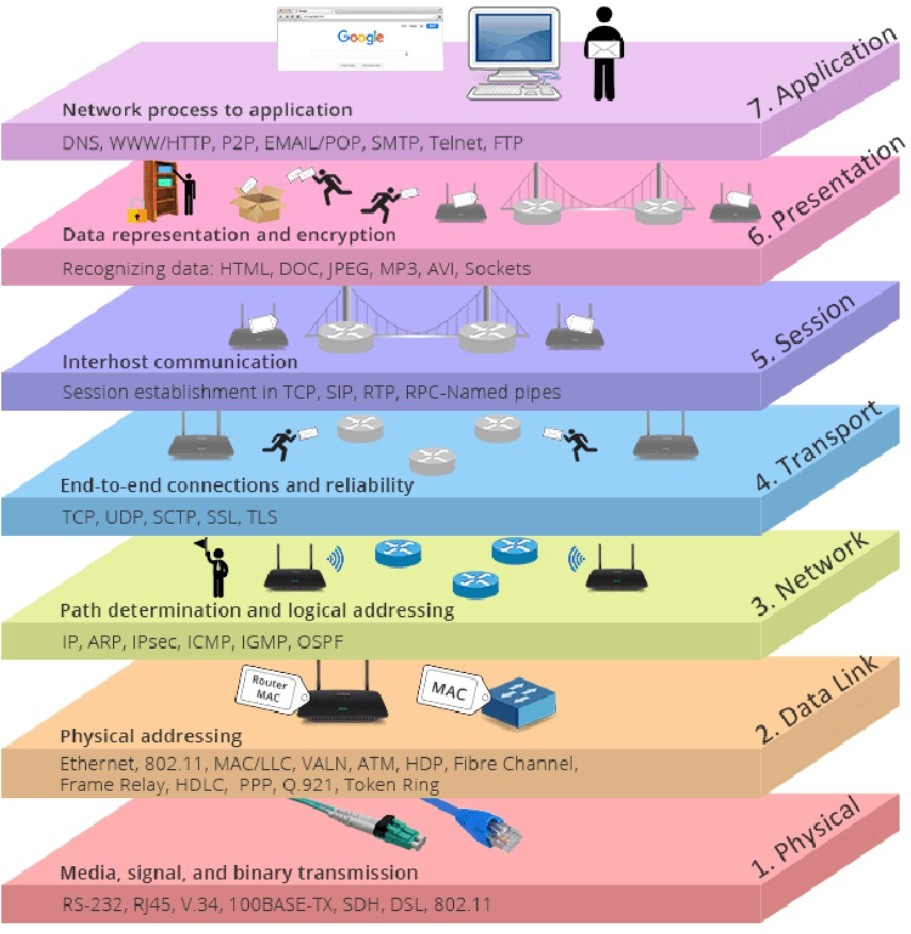 Google
7. Application
Network process to application
DNS, WWW/HTTP, P2P, EMAIL/POP, SMTP, Telnet, FTP
6. Presentation
Data representation and encryption
Recognizing data: HTML, DOC, JPEG, MP3, AVI, Sockets
5. Session
Interhost communication
Session establishment in TCP, SIP, RTP, RPC-Named pipes
4. Transport
End-to-end connections and reliability
TCP, UDP, SCTP, SSL, TLS
3. Network
Path determination and logical addressing
IP, ARP, IPsec, ICMP, IGMP, OSPF
Router
MAC
MAC
2. Data Link
Physical addressing
Ethernet, 802.11, MAC/LLC, VALN, ATM, HDP, Fibre Channel,
Frame Relay, HDLC, PPP, Q.921, Token Ring
1. Physical
Media, signal, and binary transmission
RS-232, RJ45, V.34, 100BASE-TX, SDH, DSL, 802.11